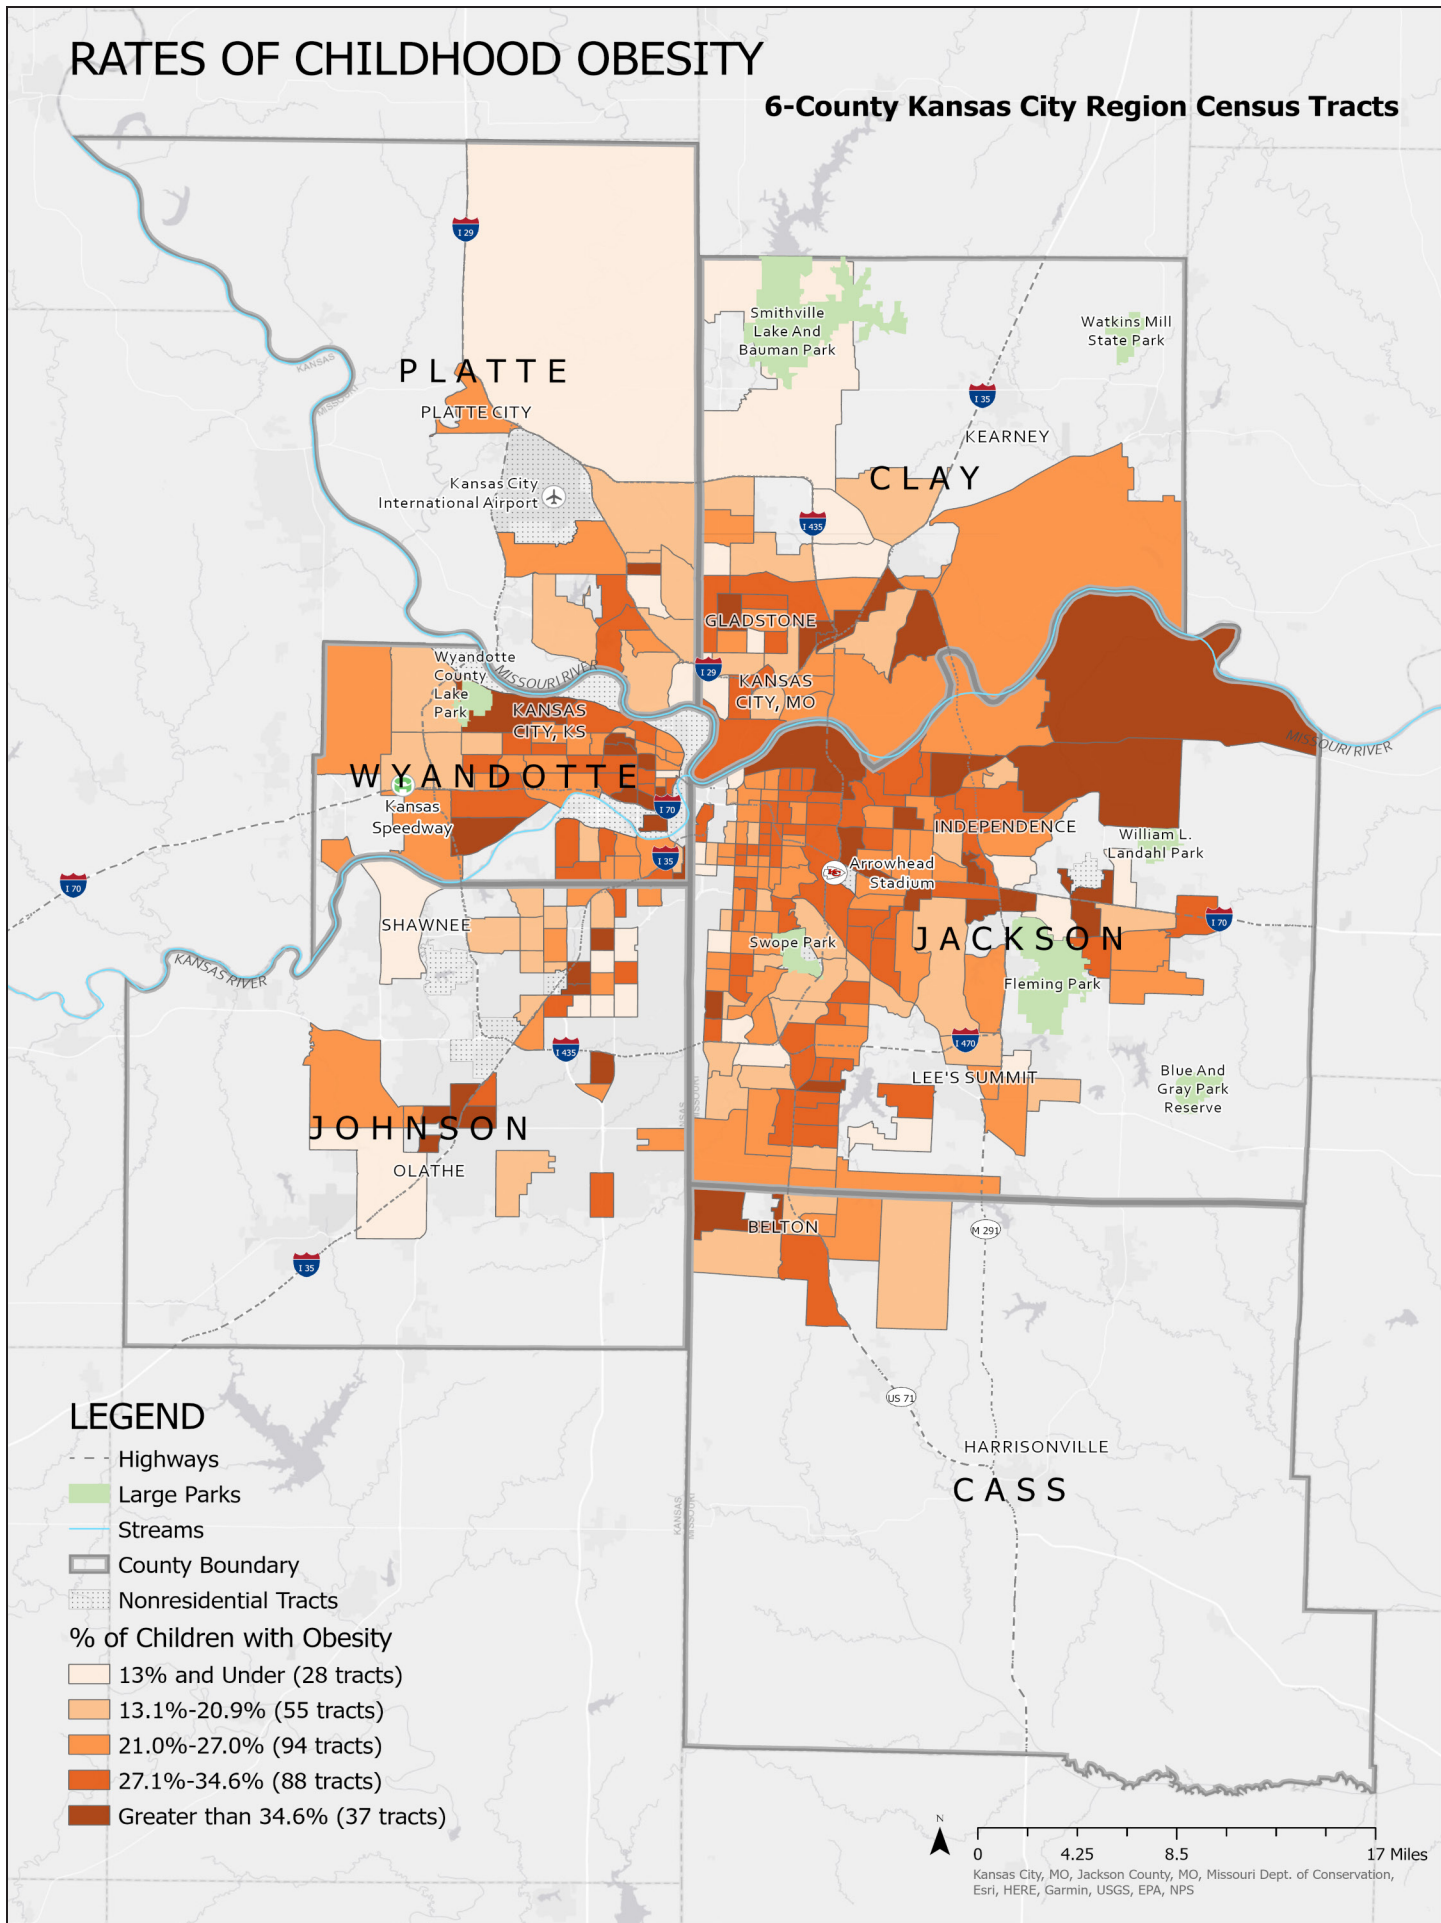 RATES OF CHILDHOOD OBESITY
6-County Kansas City Region Census Tracts
I 29
PLATTE
PLATTE CITY
Kansas City
International Airport
Smithville
Lake And
Bauman Park
Watkins Mill
State Park
I 35
KEARNEY
CLAY
I 435
KANSAS
MISSOURI
GLADSTONE
I 29
KANSAS
CITY, MO
Wyandotte
County
Lake
Park
MISSOURI RIVER
KANSAS
CITY, KS
WYANDOTTE
Kansas
Speedway
I 70
I 35
I 70
MISSOURI RIVER
INDEPENDENCE
William L.
Landahl Park
Arrowhead
Stadium
KC
SHAWNEE
KANSAS RIVER
Swope Park
JACKSON
I 70
Fleming Park
I 470
I 435
LEE'S SUMMIT
Blue And
Gray Park
Reserve
JOHNSON
OLATHE
I 35
BELTON
M 291
US 71
HARRISONVILLE
CASS
KANSAS
MISSOURI
LEGEND
Highways
Large Parks
Streams
County Boundary
Nonresidential Tracts
% of Children with Obesity
13% and Under (28 tracts)
13.1%-20.9% (55 tracts)
21.0%-27.0% (94 tracts)
27.1%-34.6% (88 tracts)
Greater than 34.6% (37 tracts)
N
0 4.25 8.5 17 Miles
Kansas City, MO, Jackson County, MO, Missouri Dept. of Conservation,
Esri, HERE, Garmin, USGS, EPA, NPS